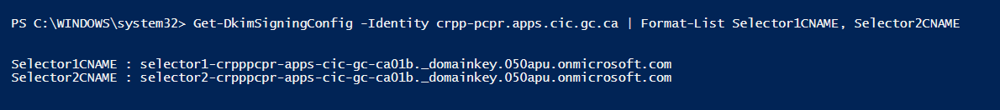 PS C:\WINDOWS\system32> Get-DkimSigningConfig -Identity crpp-pcpr.apps.cic.gc.ca | Format-List Selector1CNAME, Selector2CNAME
Selector1CNAME : selector1-crpppcpr-apps-cic-gc-ca01b._domainkey.050apu.onmicrosoft.com
Selector2CNAME : selector2-crpppcpr-apps-cic-gc-ca01b._domainkey.050apu.onmicrosoft.com